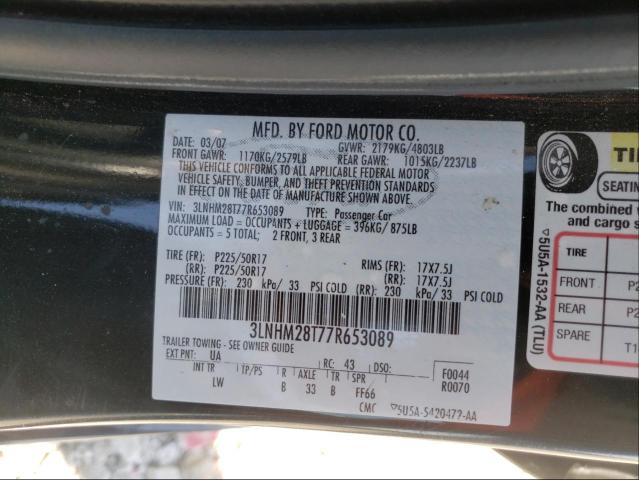 MFD. BY FORD MOTOR CO.
DATE: 03/07 GVWR: 2179KG/4803LB
FRONT GAWR: 1170KG/2579LB REAR GAWR: 1015KG/2237LB
THIS VEHICLE CONFORMS TO ALL APPLICABLE FEDERAL MOTOR
VEHICLE SAFETY, BUMPER, AND THEFT PREVENTION STANDARDS
IN EFFECT ON THE DATE OF MANUFACTURE SHOWN ABOVE.
VIN: 3LNHM28T77R653089 TYPE: Passenger Car
MAXIMUM LOAD = OCCUPANTS + LUGGAGE = 396KG/ 875LB
OCCUPANTS = 5 TOTAL; 2 FRONT, 3 REAR
TIRE (FR): P225/50R17 RIMS (FR): 17X7.5J
(RR): P225/50R17 (RR): 17X7.5J
PRESSURE (FR): 230 kPa/ 33 PSI COLD (RR): 230 kPa/ 33 PSI COLD
3LNHM28T77R653089
TRAILER TOWING - SEE OWNER GUIDE
EXT PNT: UA RC: 43 DSO:
INT TR TP/PS R AXLE TR SPR F0044
LW B 33 B FF66 R0070
CMC ▽5U5A-5420472-AA
▽5U5A-1532-AA (TLU)
TI
SEATING
The combined
and cargo s
TIRE
FRONT P2
REAR P2
SPARE T1